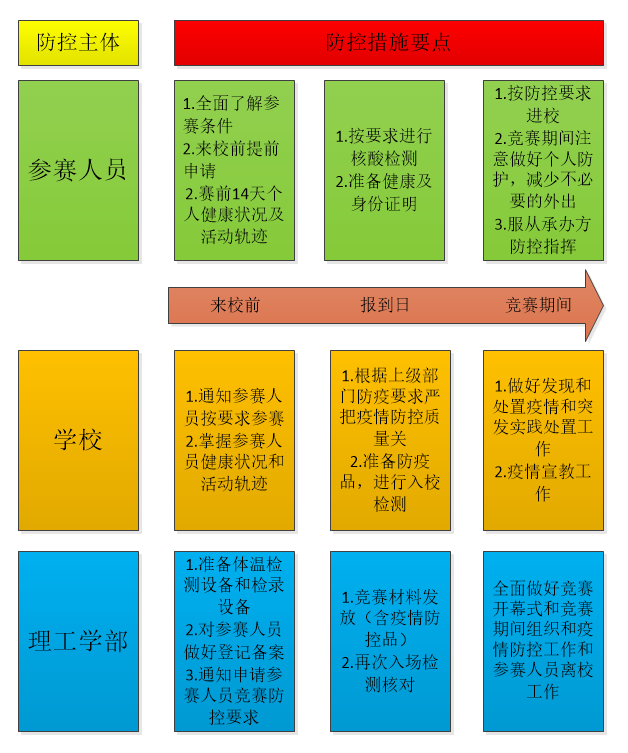 防控主体
防控措施要点
参赛人员
1.全面了解参
赛条件
2.来校前提前
申请
2.赛前14天个
人健康状况及
活动轨迹
1.按要求进行
核酸检测
2.准备健康及
身份证明
1.按防控要求
进校
2.竞赛期间注
意做好个人防
护，减少不必
要的外出
3.服从承办方
防控指挥
来校前
报到日
竞赛期间
学校
1.通知参赛人
员按要求参赛
2.掌握参赛人
员健康状况和
活动轨迹
1.根据上级部
门防疫要求严
把疫情防控质
量关
2.准备防疫
品，进行入校
检测
1.做好发现和
处置疫情和突
发实践处置工
作
2.疫情宣教工
作
理工学部
1.准备体温检
测设备和检录
设备
2.对参赛人员
做好登记备案
3.通知申请参
赛人员竞赛防
控要求
1.竞赛材料发
放（含疫情防
控品）
2.再次入场检
测核对
全面做好竞赛
开幕式和竞赛
期间组织和疫
情防控工作和
参赛人员离校
工作